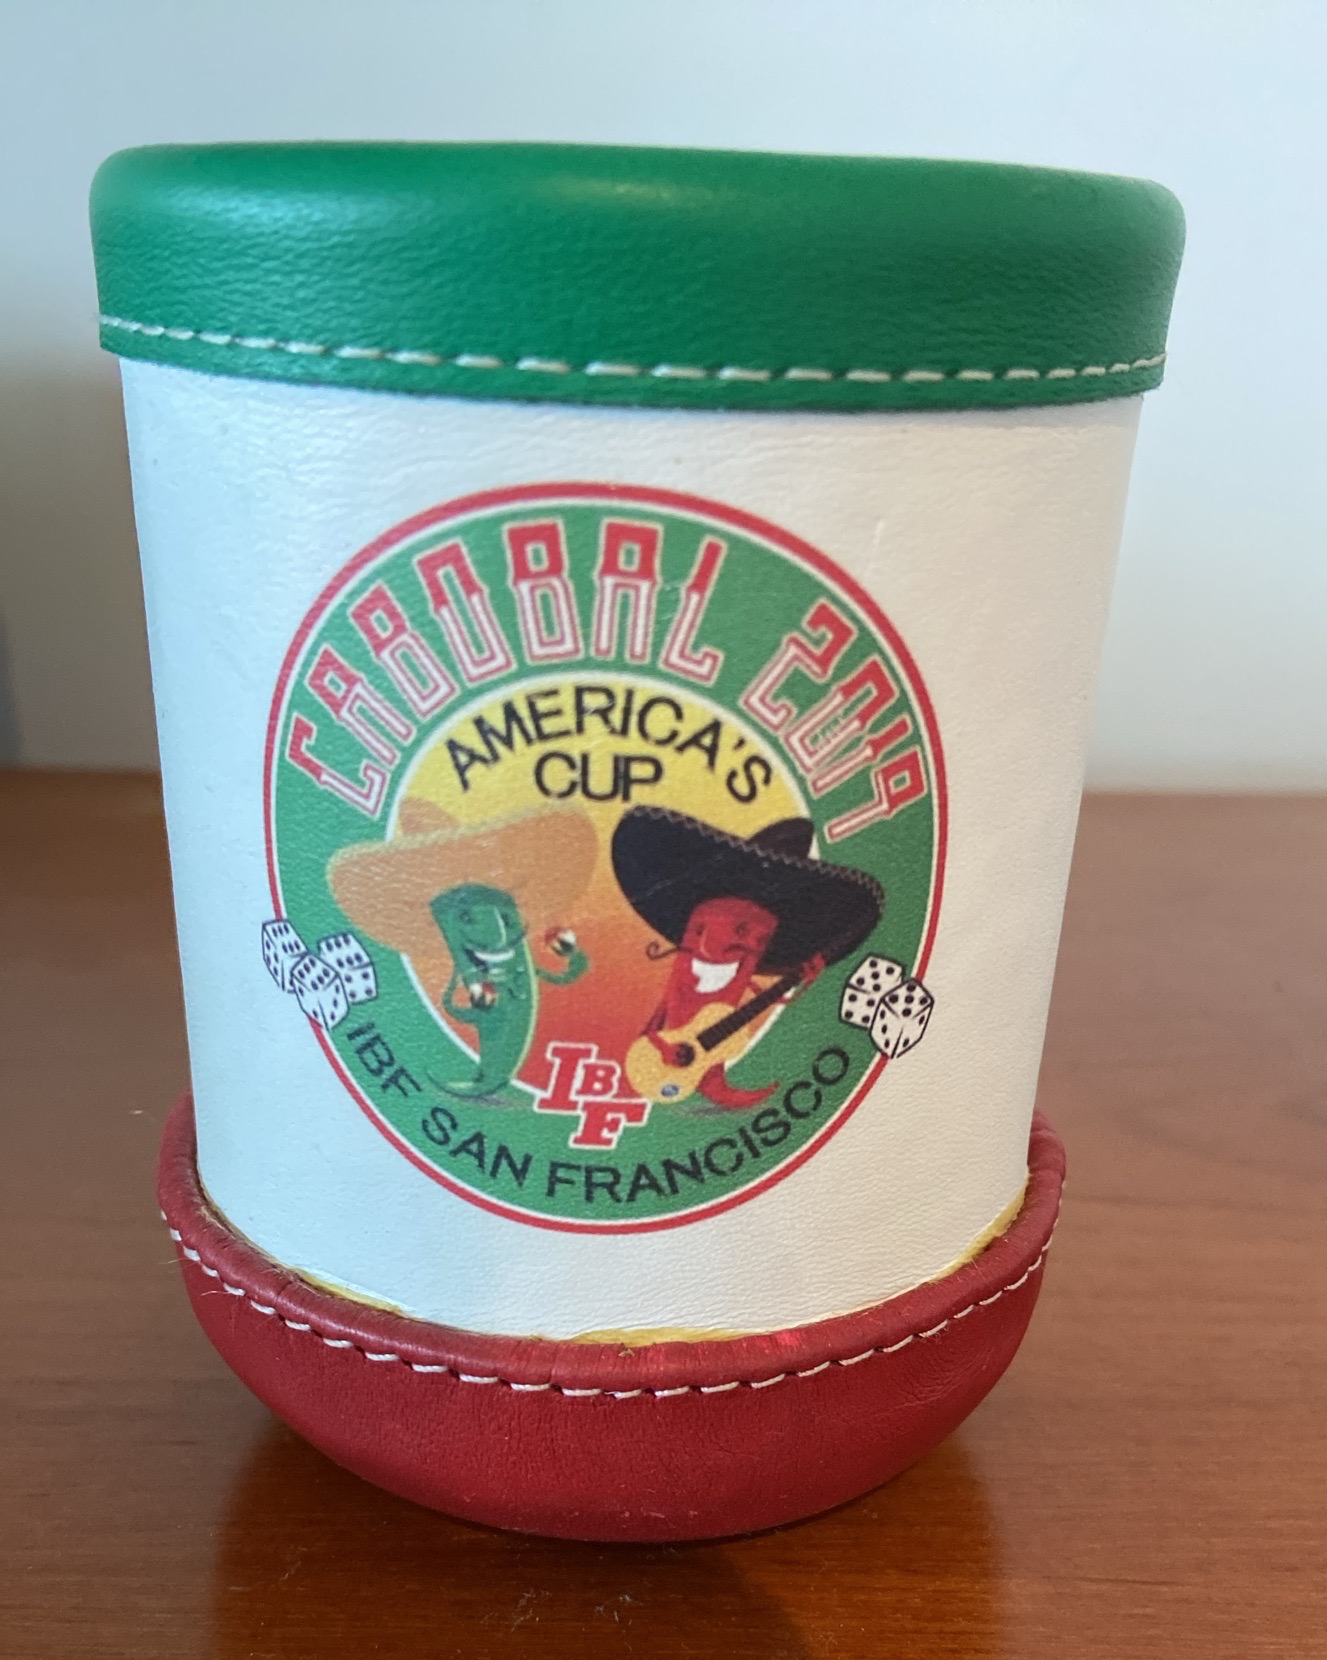 CABOBAL 2019
AMERICA'S
CUP
IBF
IBF SAN FRANCISCO